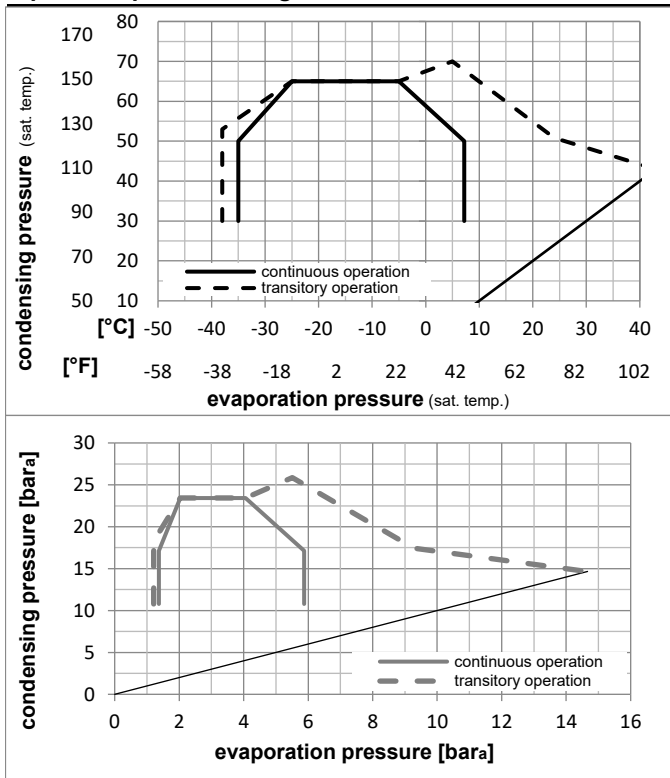 170 80
150 70
130 60
50
110 40
90 30
70 20
50 10
condensing pressure (sat. temp.)
continuous operation
transitory operation
[°C] -50 -40 -30 -20 -10 0 10 20 30 40
[°F] -58 -38 -18 2 22 42 62 82 102
evaporation pressure (sat. temp.)
30
25
20
15
10
5
0
condensing pressure [bara]
continuous operation
transitory operation
0 2 4 6 8 10 12 14 16
evaporation pressure [bara]